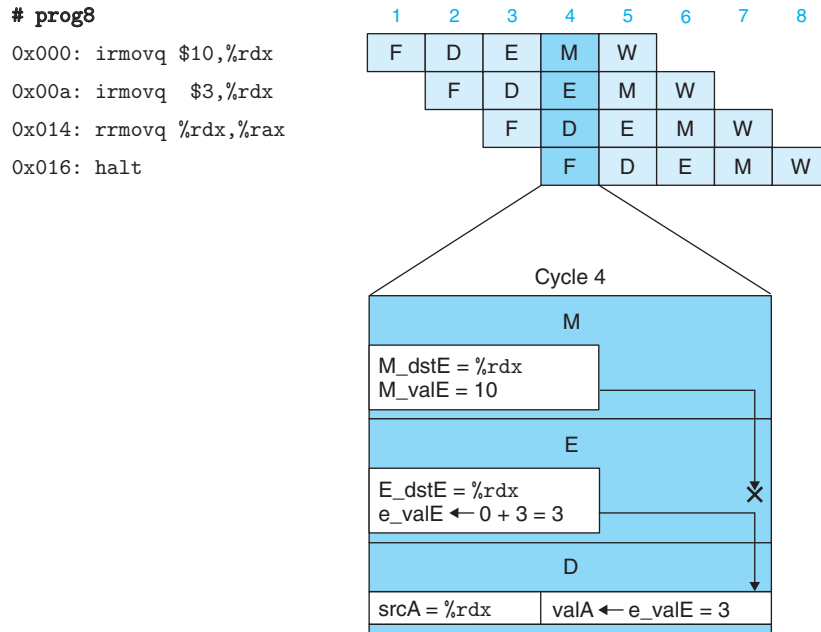 # prog8
1 2 3 4 5 6 7 8
0x000: irmovq $10,%rdx F D E M W
0x00a: irmovq  $3,%rdx F D E M W
0x014: rrmovq %rdx,%rax F D E M W
0x016: halt F D E M W
Cycle 4
M
M_dstE = %rdx
M_valE = 10
E
E_dstE = %rdx
e_valE ← 0 + 3 = 3
D
srcA = %rdx valA ← e_valE = 3